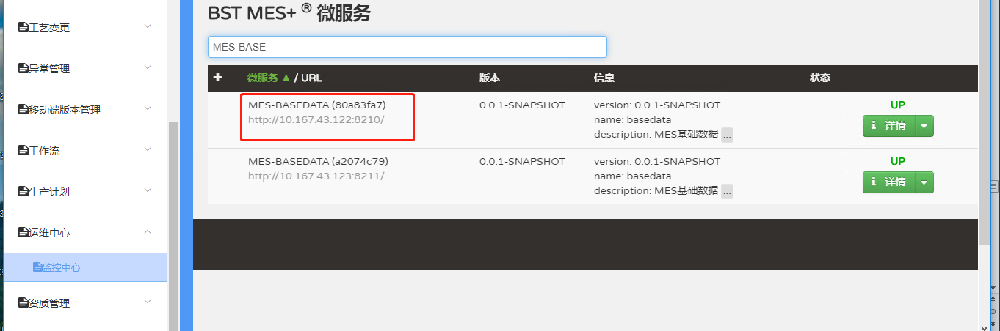 BST MES+ ® 微服务
工艺变更
异常管理
移动端版本管理
工作流
生产计划
运维中心
监控中心
资质管理
MES-BASE
微服务 ▲ / URL 版本 信息 状态
MES-BASEDATA (80a83fa7) 0.0.1-SNAPSHOT version: 0.0.1-SNAPSHOT UP
http://10.167.43.122:8210/ name: basedata 详情
description: MES基础数据 ...
MES-BASEDATA (a2074c79) 0.0.1-SNAPSHOT version: 0.0.1-SNAPSHOT UP
http://10.167.43.123:8211/ name: basedata 详情
description: MES基础数据 ...